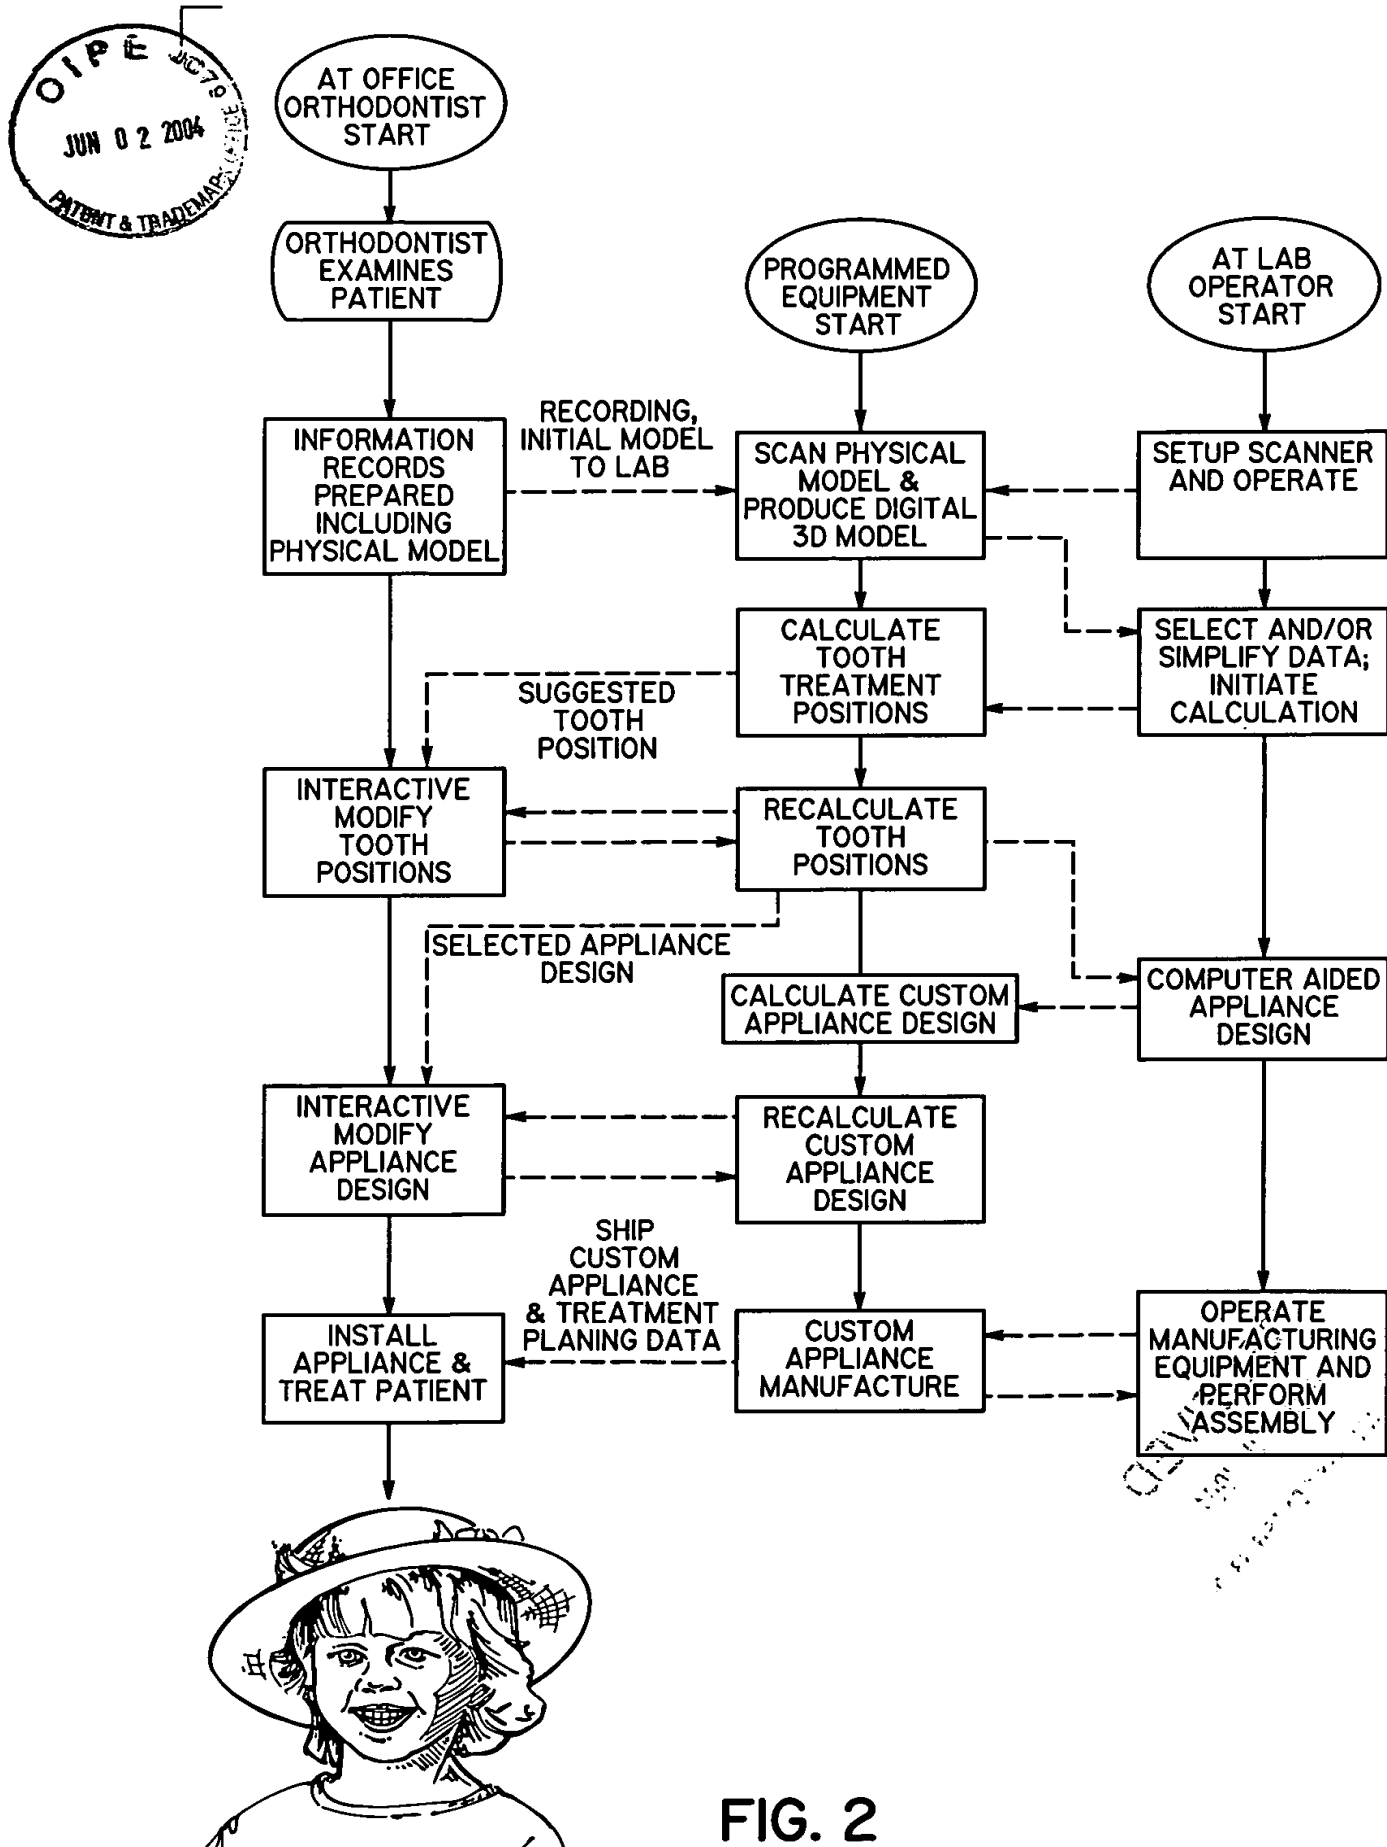 OIPE JC79
JUN 02 2004
PATENT & TRADEMARK OFFICE
AT OFFICE
ORTHODONTIST
START
ORTHODONTIST
EXAMINES
PATIENT
PROGRAMMED
EQUIPMENT
START
AT LAB
OPERATOR
START
INFORMATION
RECORDS
PREPARED
INCLUDING
PHYSICAL MODEL
RECORDING,
INITIAL MODEL
TO LAB
SCAN PHYSICAL
MODEL &
PRODUCE DIGITAL
3D MODEL
SETUP SCANNER
AND OPERATE
CALCULATE
TOOTH
TREATMENT
POSITIONS
SELECT AND/OR
SIMPLIFY DATA;
INITIATE
CALCULATION
SUGGESTED
TOOTH
POSITION
INTERACTIVE
MODIFY
TOOTH
POSITIONS
RECALCULATE
TOOTH
POSITIONS
SELECTED APPLIANCE
DESIGN
CALCULATE CUSTOM
APPLIANCE DESIGN
COMPUTER AIDED
APPLIANCE
DESIGN
INTERACTIVE
MODIFY
APPLIANCE
DESIGN
RECALCULATE
CUSTOM
APPLIANCE
DESIGN
SHIP
CUSTOM
APPLIANCE
& TREATMENT
PLANING DATA
INSTALL
APPLIANCE &
TREAT PATIENT
CUSTOM
APPLIANCE
MANUFACTURE
OPERATE
MANUFACTURING
EQUIPMENT AND
PERFORM
ASSEMBLY
FIG. 2